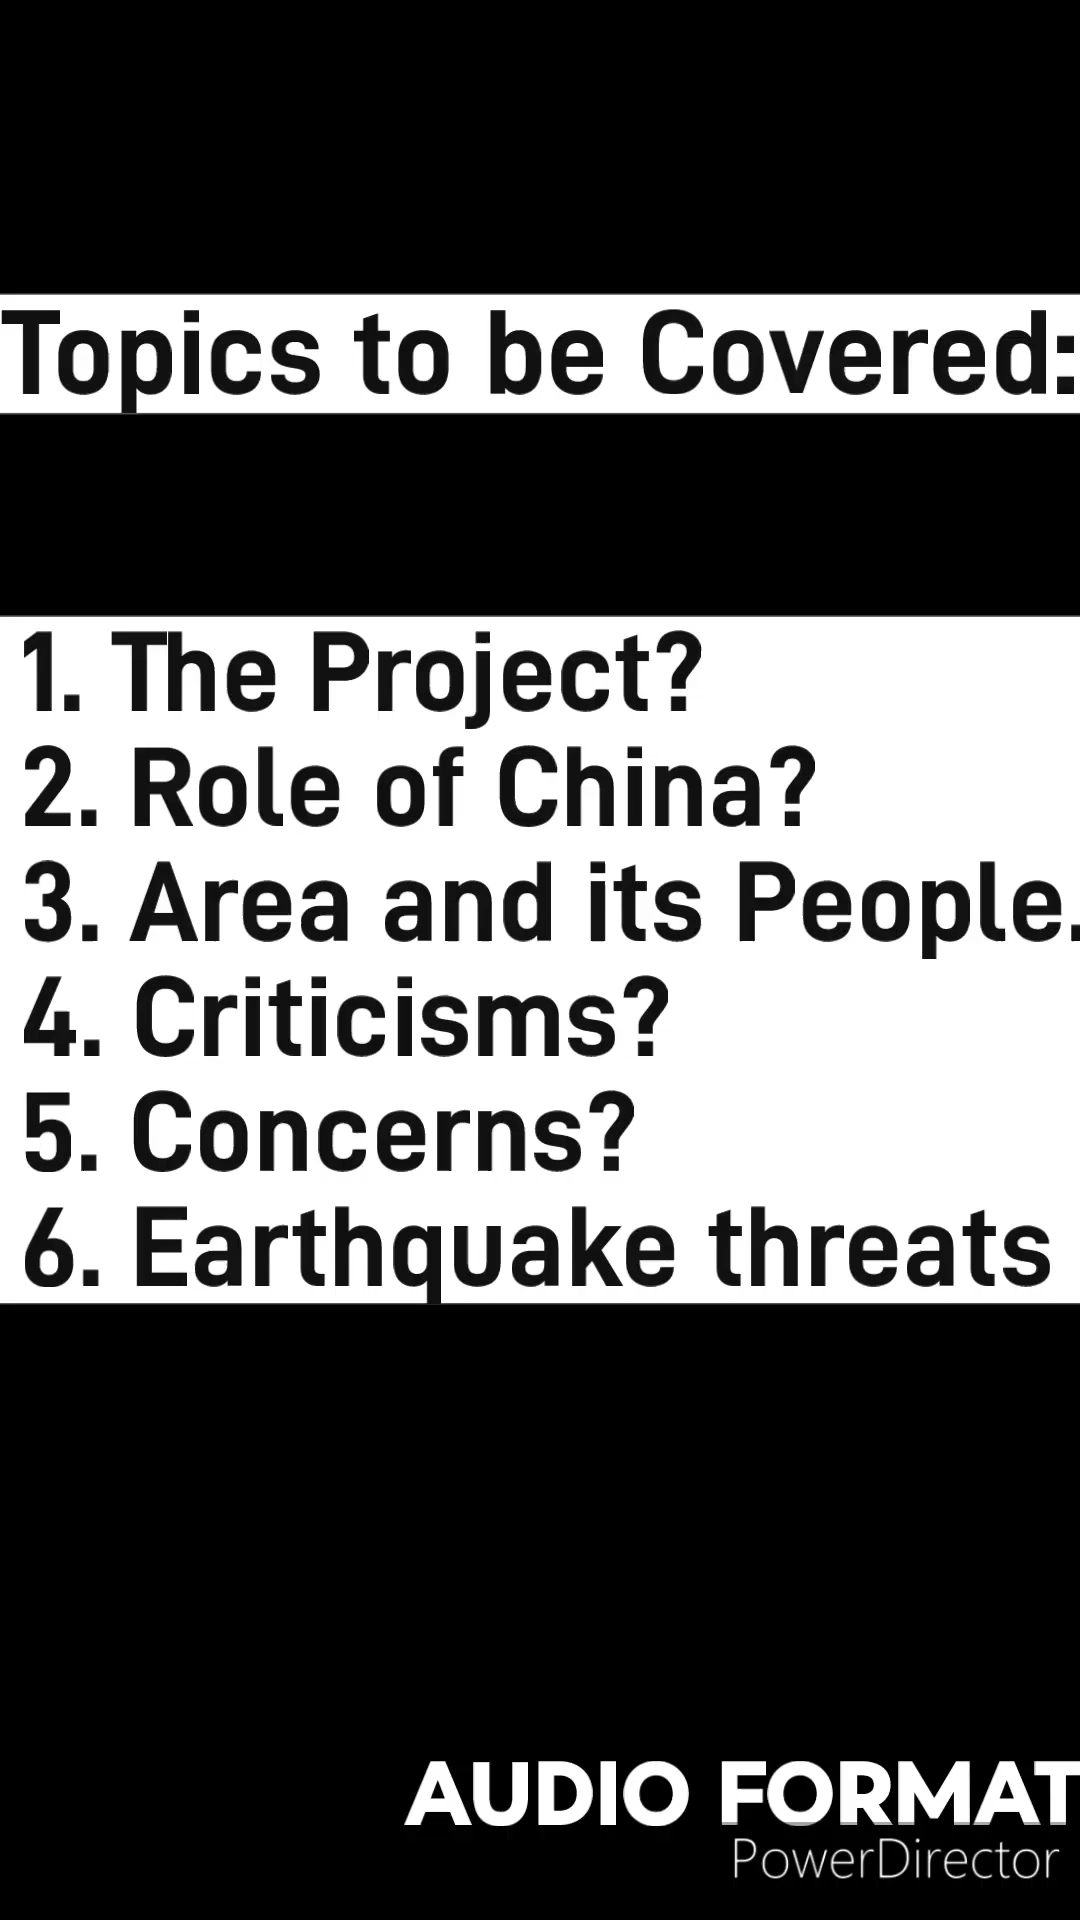 Topics to be Covered:
1. The Project?
2. Role of China?
3. Area and its People.
4. Criticisms?
5. Concerns?
6. Earthquake threats
AUDIO FORMAT
PowerDirector